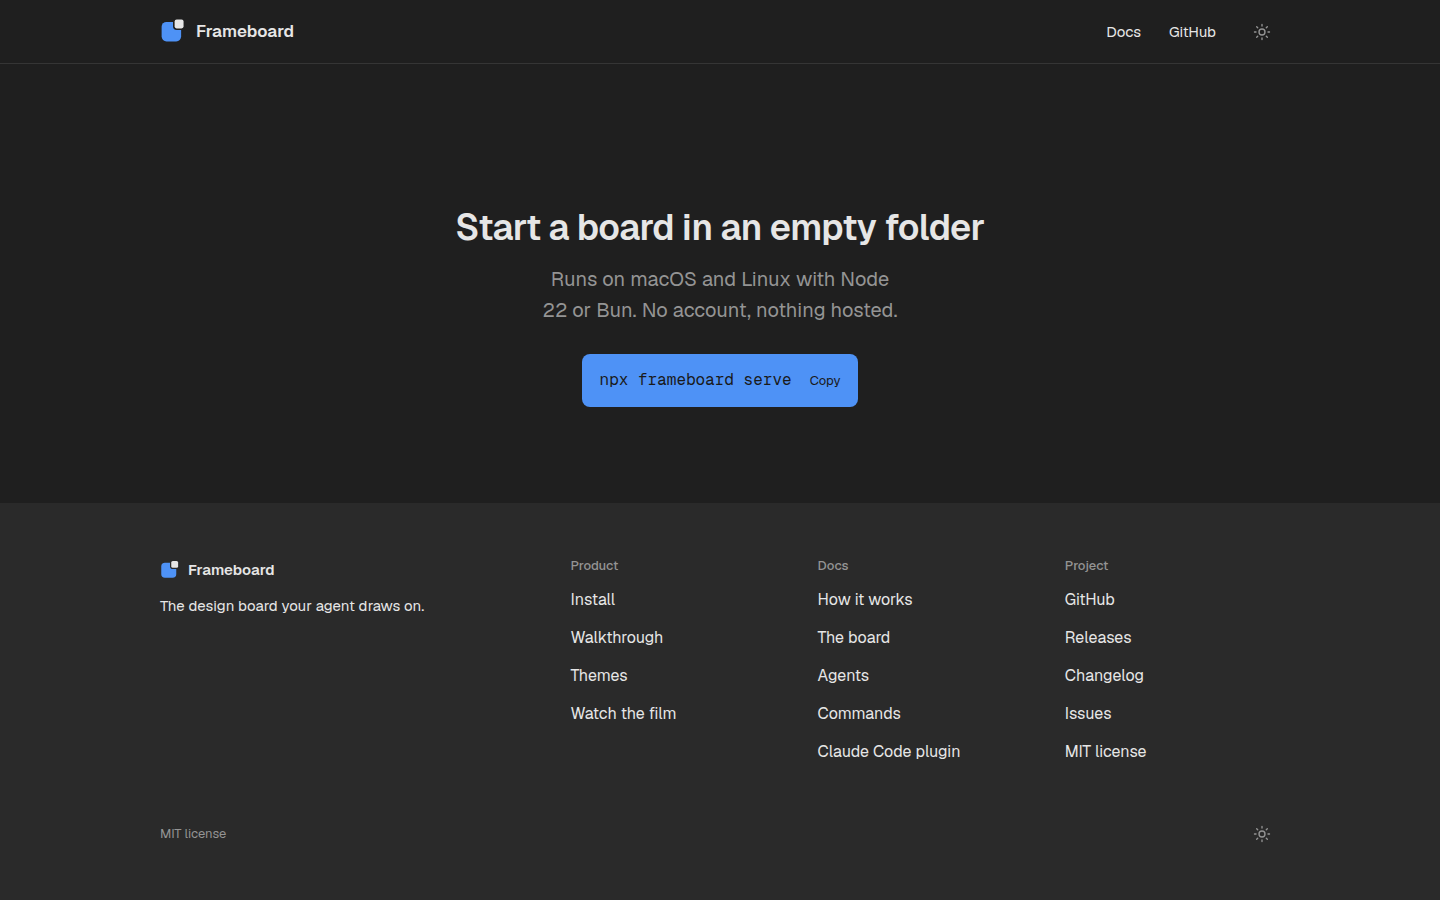 Frameboard
Docs
GitHub
Start a board in an empty folder
Runs on macOS and Linux with Node
22 or Bun. No account, nothing hosted.
npx frameboard serve Copy
Frameboard
The design board your agent draws on.
Product
Install
Walkthrough
Themes
Watch the film
Docs
How it works
The board
Agents
Commands
Claude Code plugin
Project
GitHub
Releases
Changelog
Issues
MIT license
MIT license